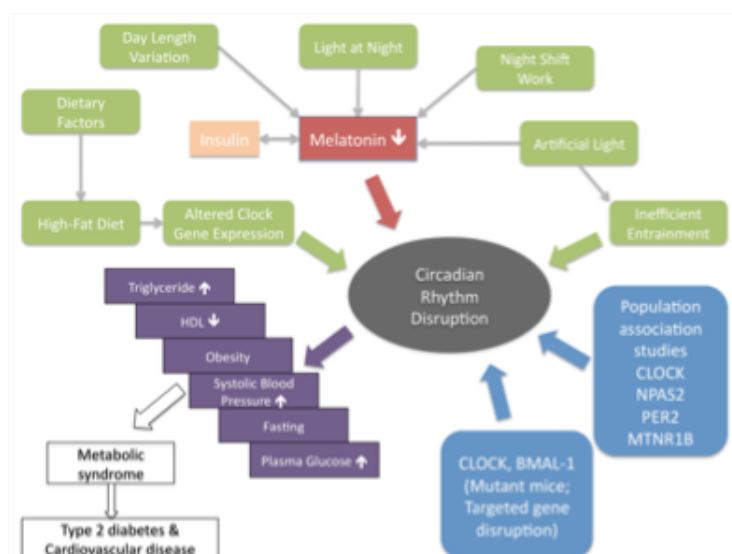 Day Length
Variation
Light at Night
Night Shift
Work
Dietary
Factors
Insulin
Melatonin
Artificial Light
High-Fat Diet
Altered Clock
Gene Expression
Inefficient
Entrainment
Circadian
Rhythm
Disruption
Triglyceride
HDL
Obesity
Systolic Blood
Pressure
Fasting
Plasma Glucose
Population
association
studies
CLOCK
NPAS2
PER2
MTNR1B
CLOCK, BMAL-1
(Mutant mice;
Targeted gene
disruption)
Metabolic
syndrome
Type 2 diabetes &
Cardiovascular disease